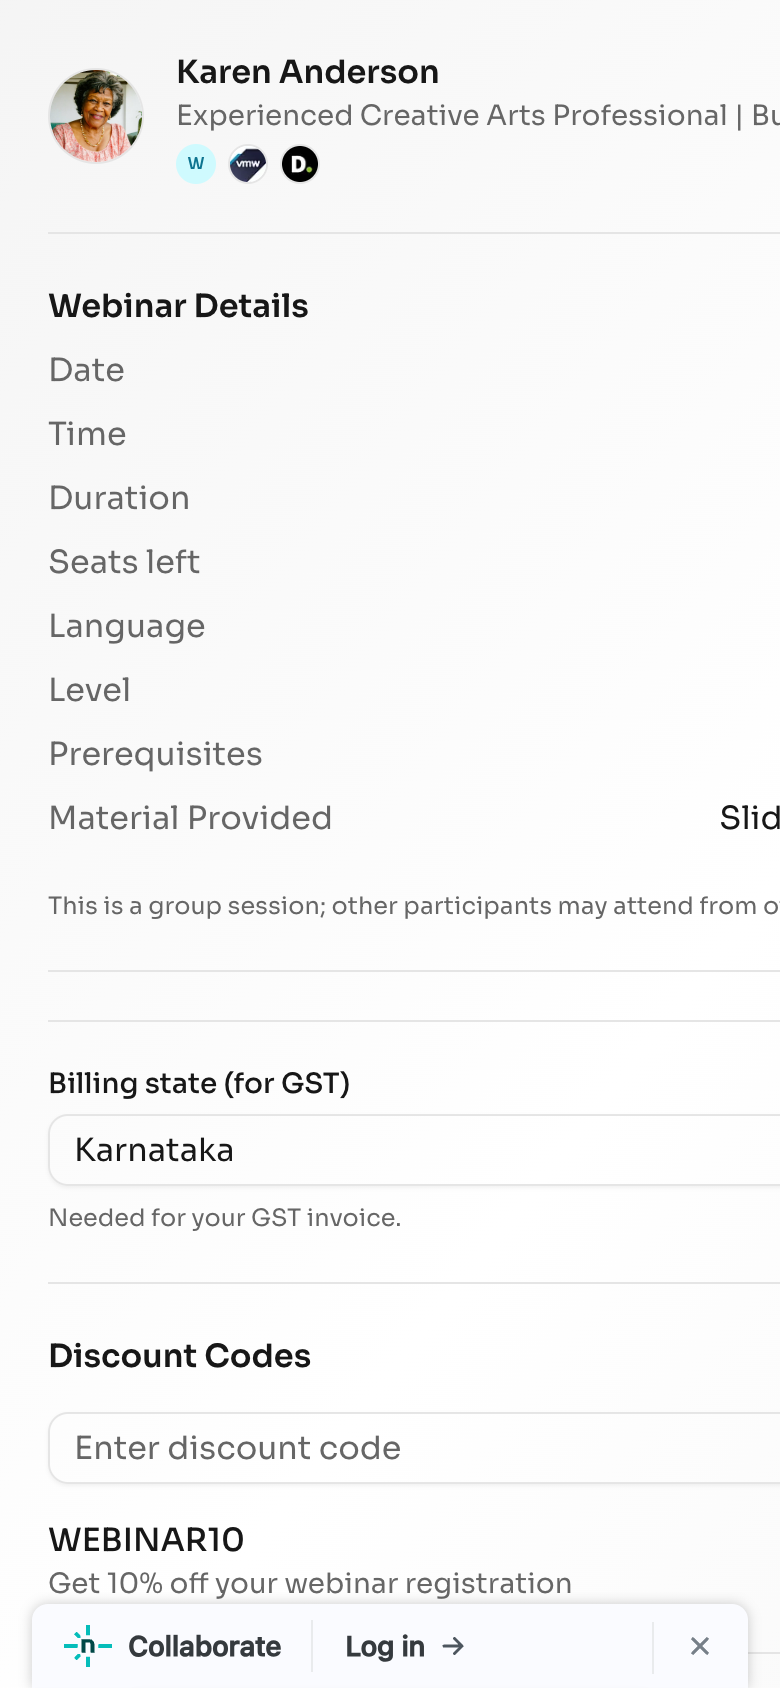 Karen Anderson
Experienced Creative Arts Professional | Bu
W vmw D.
Webinar Details
Date
Time
Duration
Seats left
Language
Level
Prerequisites
Material Provided Slid
This is a group session; other participants may attend from o
Billing state (for GST)
Karnataka
Needed for your GST invoice.
Discount Codes
Enter discount code
WEBINAR10
Get 10% off your webinar registration
n Collaborate Log in →